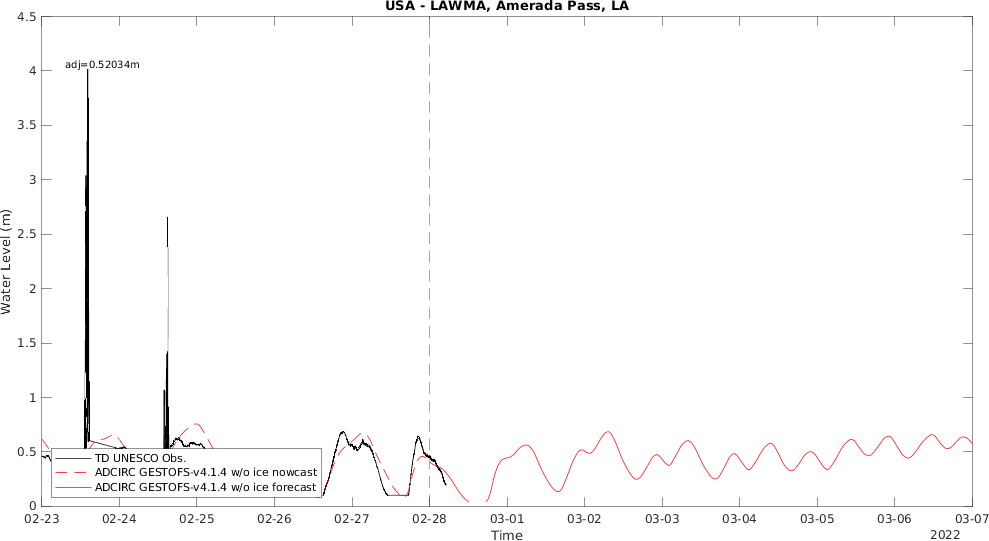 USA - LAWMA, Amerada Pass, LA
4.5
4
3.5
3
2.5
2
1.5
1
0.5
0
Water Level (m)
adj=0.52034m
TD UNESCO Obs.
ADCIRC GESTOFS-v4.1.4 w/o ice nowcast
ADCIRC GESTOFS-v4.1.4 w/o ice forecast
02-23 02-24 02-25 02-26 02-27 02-28 03-01 03-02 03-03 03-04 03-05 03-06 03-07
Time
2022